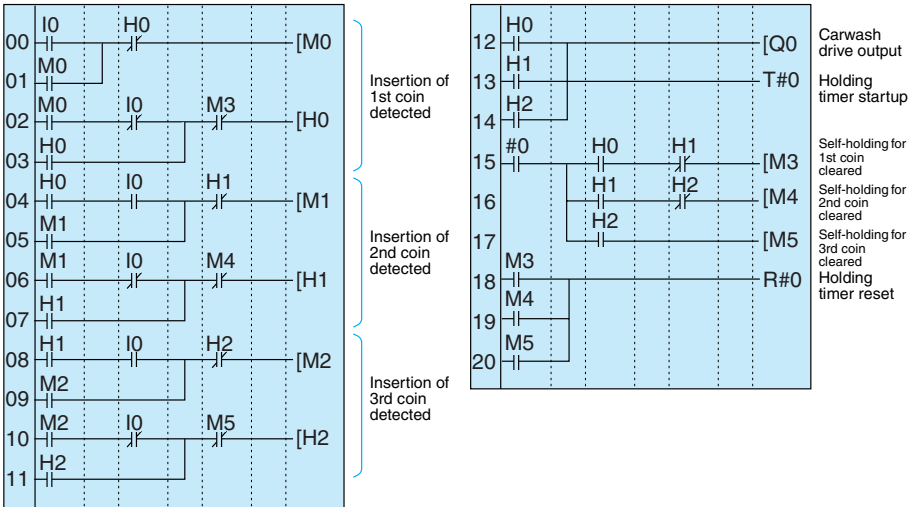 I0 H0
00 [M0
M0
01
M0 I0 M3
02 [H0
H0
03
H0 I0 H1
04 [M1
M1
05
M1 I0 M4
06 [H1
H1
07
H1 I0 H2
08 [M2
M2
09
M2 I0 M5
10 [H2
H2
11
Insertion of
1st coin
detected
Insertion of
2nd coin
detected
Insertion of
3rd coin
detected
H0
12 [Q0
H1
13 T#0
H2
14
#0 H0 H1
15 [M3
H1 H2
16 [M4
H2
17 [M5
M3
18 R#0
M4
19
M5
20
Carwash
drive output
Holding
timer startup
Self-holding for
1st coin
cleared
Self-holding for
2nd coin
cleared
Self-holding for
3rd coin
cleared
Holding
timer reset